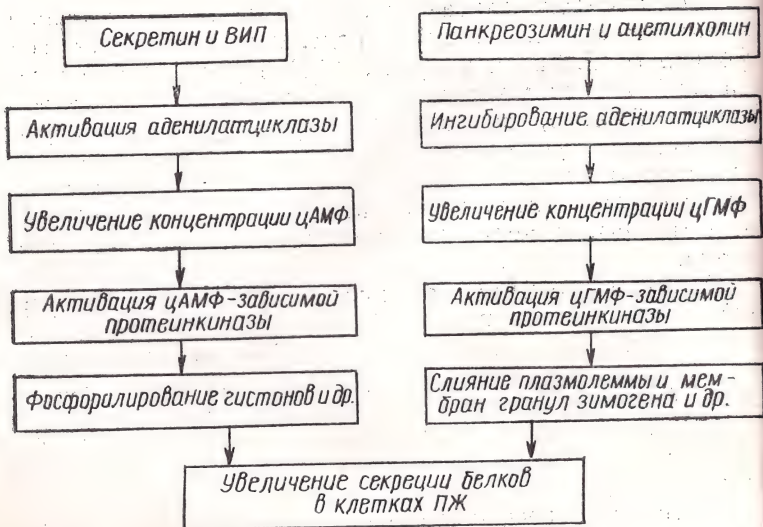 Секретин и ВИП
Активация аденилатциклазы
Увеличение концентрации цАМФ
Активация цАМФ-зависимой
протеинкиназы
Фосфорилирование гистонов и др.
Панкреозимин и ацетилхолин
Ингибирование аденилатциклазы
Увеличение концентрации цГМФ
Активация цГМФ-зависимой
протеинкиназы
Слияние плазмолеммы и мем-
бран гранул зимогена и др.
Увеличение секреции белков
в клетках ПЖ